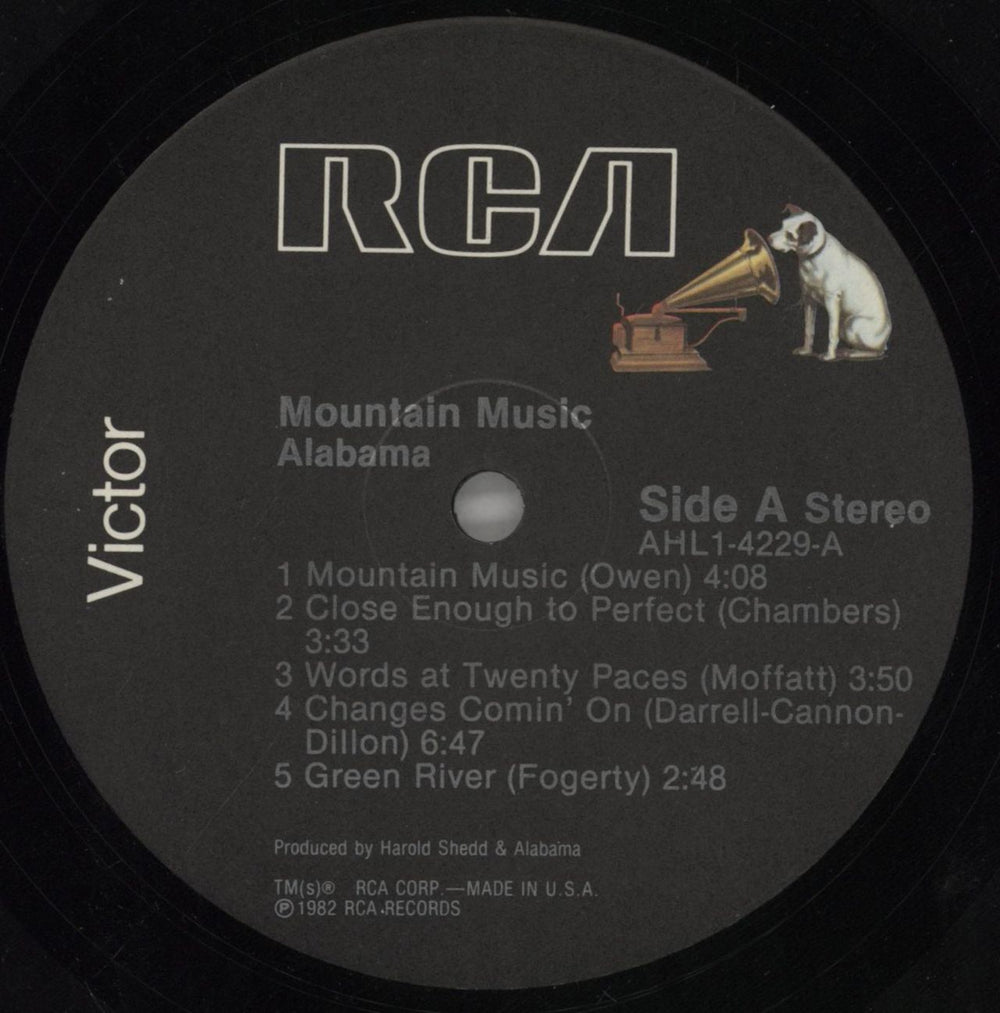 RCA
Victor
Mountain Music
Alabama
Side A Stereo
AHL1-4229-A
1 Mountain Music (Owen) 4:08
2 Close Enough to Perfect (Chambers)
3:33
3 Words at Twenty Paces (Moffatt) 3:50
4 Changes Comin' On (Darrell-Cannon-
Dillon) 6:47
5 Green River (Fogerty) 2:48
Produced by Harold Shedd & Alabama
TM(s)® RCA CORP.—MADE IN U.S.A.
℗1982 RCA RECORDS